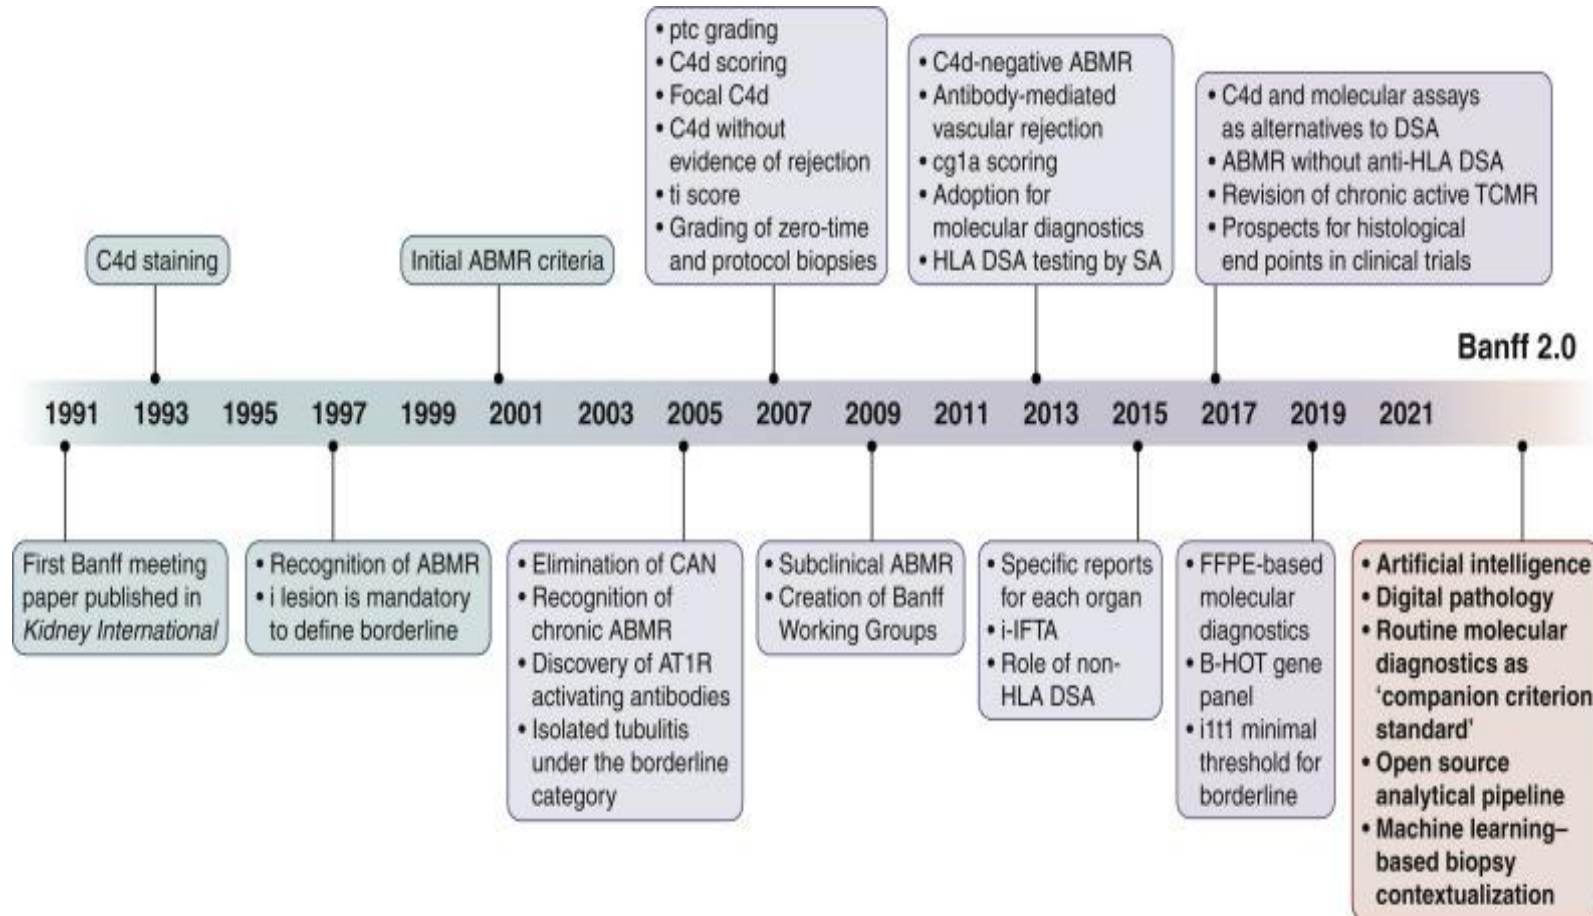 • ptc grading
• C4d scoring
• Focal C4d
• C4d without
evidence of rejection
• ti score
• Grading of zero-time
and protocol biopsies
• C4d-negative ABMR
• Antibody-mediated
vascular rejection
• cg1a scoring
• Adoption for
molecular diagnostics
• HLA DSA testing by SA
• C4d and molecular assays
as alternatives to DSA
• ABMR without anti-HLA DSA
• Revision of chronic active TCMR
• Prospects for histological
end points in clinical trials
C4d staining
Initial ABMR criteria
Banff 2.0
1991 1993 1995 1997 1999 2001 2003 2005 2007 2009 2011 2013 2015 2017 2019 2021
First Banff meeting
paper published in
Kidney International
• Recognition of ABMR
• i lesion is mandatory
to define borderline
• Elimination of CAN
• Recognition of
chronic ABMR
• Discovery of AT1R
activating antibodies
• Isolated tubulitis
under the borderline
category
• Subclinical ABMR
• Creation of Banff
Working Groups
• Specific reports
for each organ
• i-IFTA
• Role of non-
HLA DSA
• FFPE-based
molecular
diagnostics
• B-HOT gene
panel
• i1t1 minimal
threshold for
borderline
• Artificial intelligence
• Digital pathology
• Routine molecular
diagnostics as
‘companion criterion
standard’
• Open source
analytical pipeline
• Machine learning–
based biopsy
contextualization